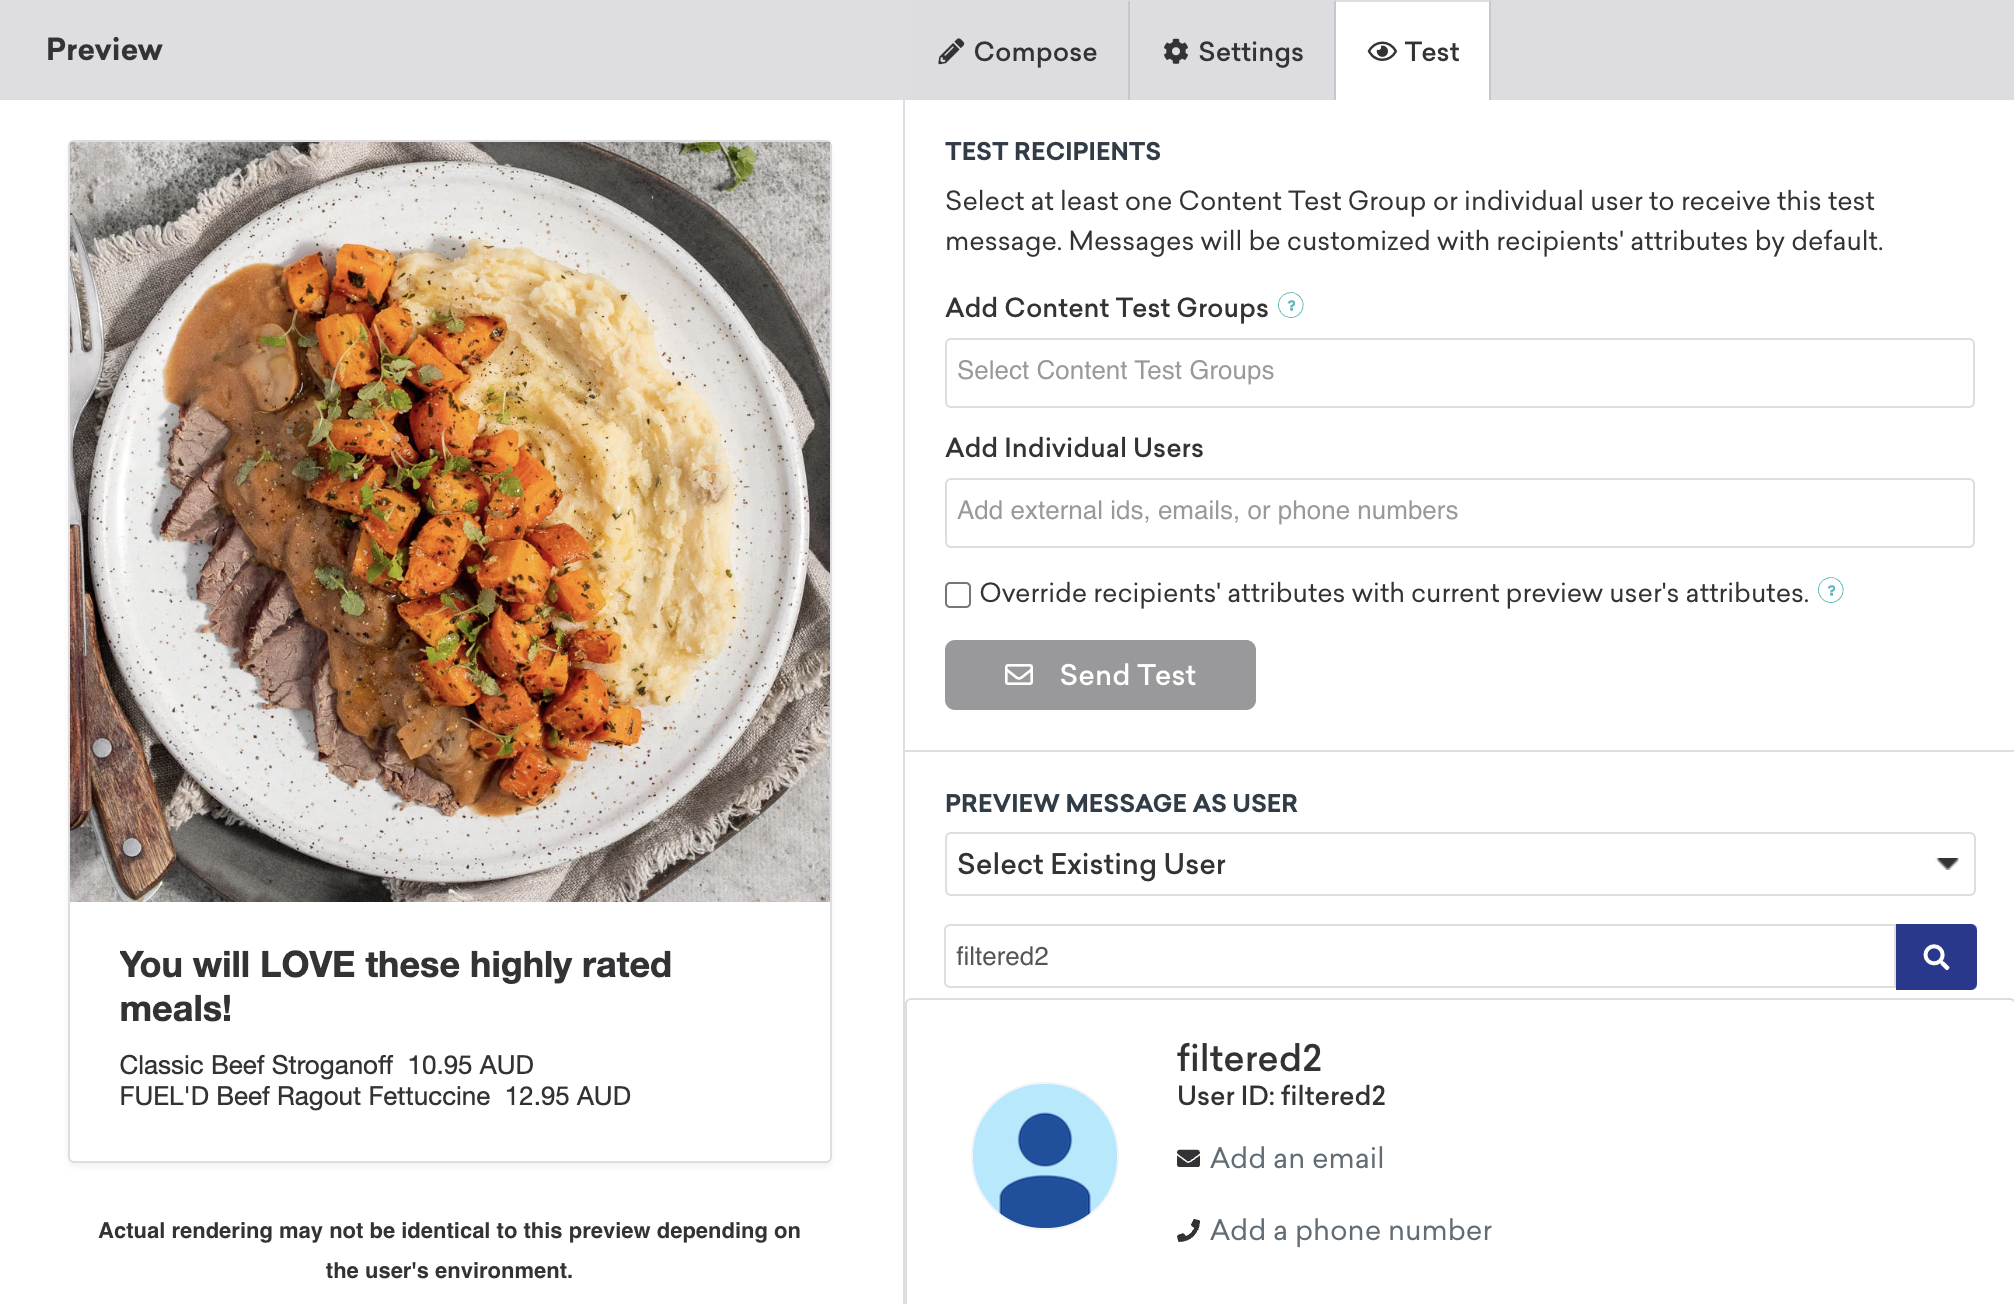 Preview
Compose
Settings
Test
You will LOVE these highly rated
meals!
Classic Beef Stroganoff 10.95 AUD
FUEL'D Beef Ragout Fettuccine 12.95 AUD
Actual rendering may not be identical to this preview depending on
the user's environment.
TEST RECIPIENTS
Select at least one Content Test Group or individual user to receive this test
message. Messages will be customized with recipients' attributes by default.
Add Content Test Groups ?
Select Content Test Groups
Add Individual Users
Add external ids, emails, or phone numbers
Override recipients' attributes with current preview user's attributes. ?
Send Test
PREVIEW MESSAGE AS USER
Select Existing User
filtered2
filtered2
User ID: filtered2
Add an email
Add a phone number